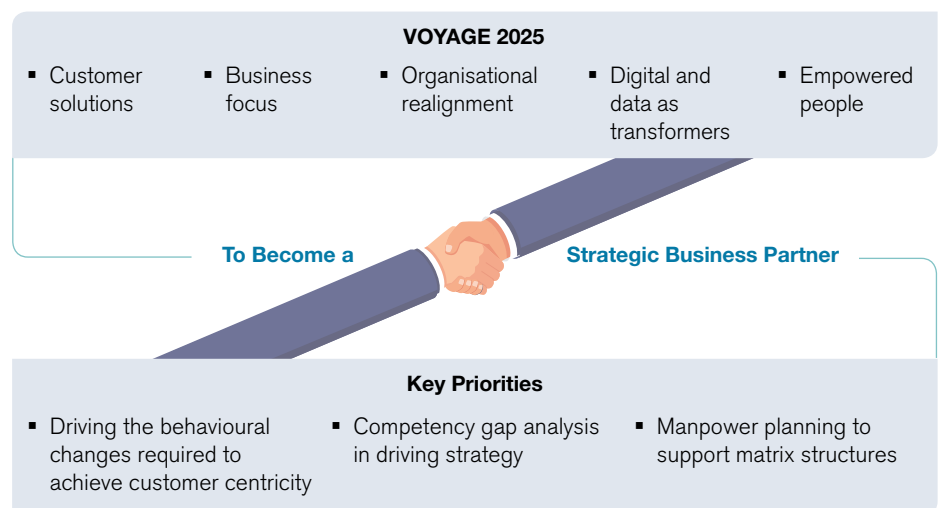 VOYAGE 2025
▪ Customer
solutions
▪ Business
focus
▪ Organisational
realignment
▪ Digital and
data as
transformers
▪ Empowered
people
To Become a
Strategic Business Partner
Key Priorities
▪ Driving the behavioural
changes required to
achieve customer centricity
▪ Competency gap analysis
in driving strategy
▪ Manpower planning to
support matrix structures